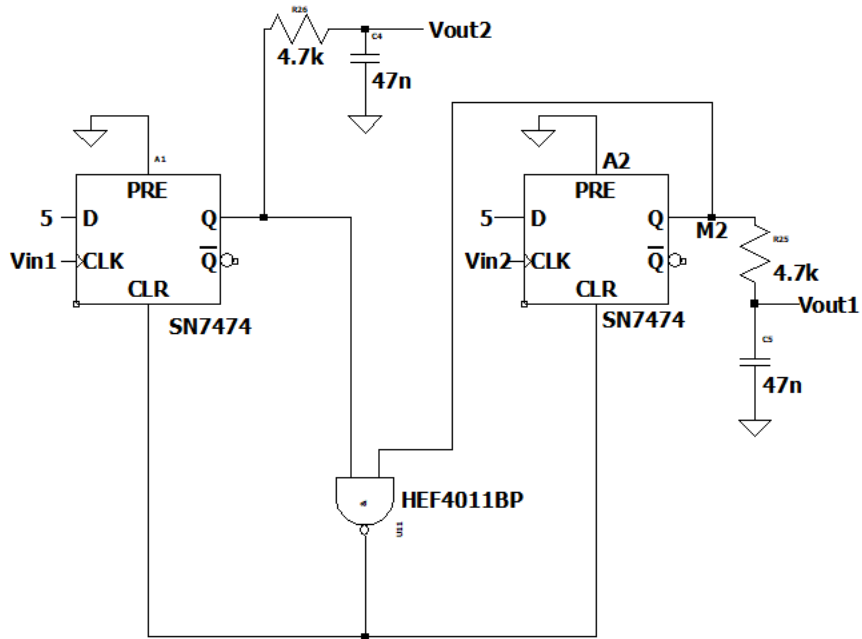 R26
4.7k
C4
47n
Vout2
A1
PRE
5
D
Q
Vin1
CLK
Q
CLR
SN7474
A2
PRE
5
D
Q
M2
Vin2
CLK
Q
CLR
SN7474
R25
4.7k
Vout1
C5
47n
HEF4011BP
U11